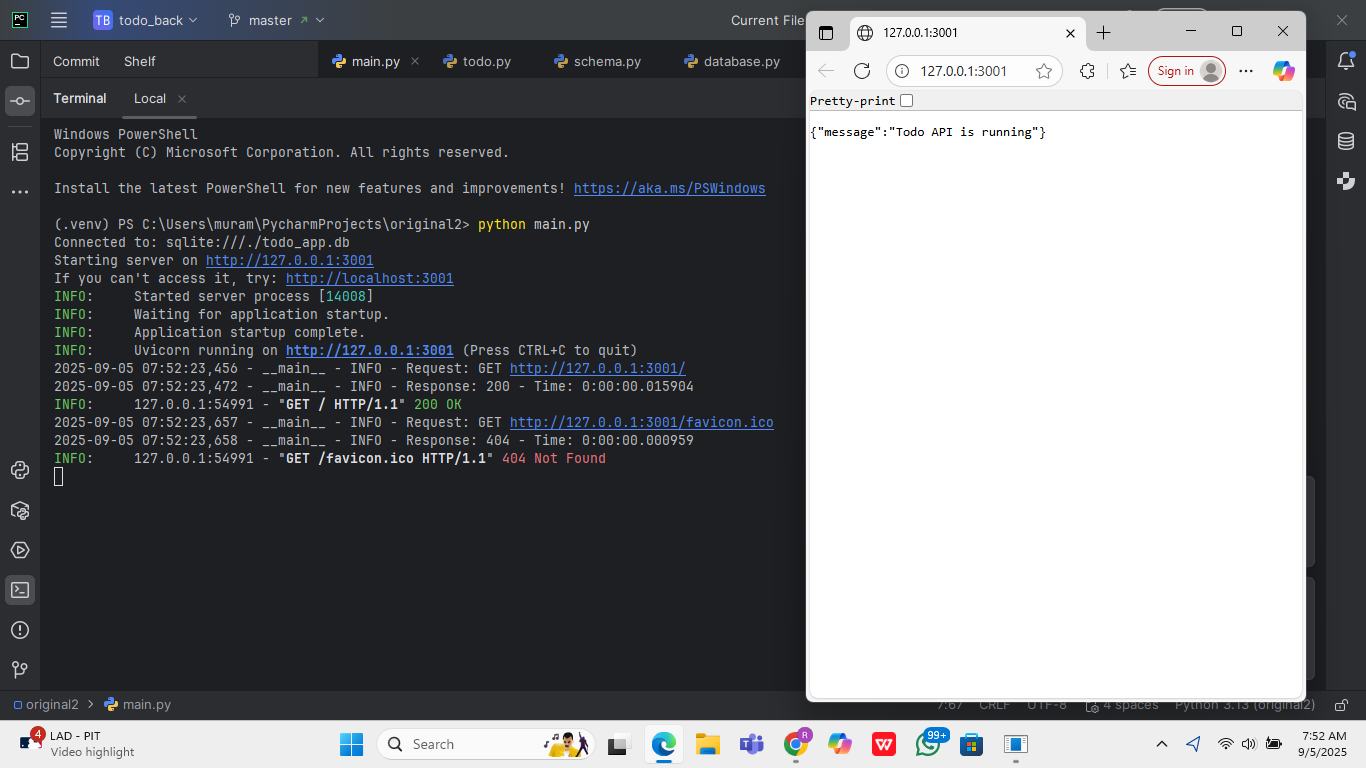 PC
TB todo_back
master
Current File
Commit
Shelf
main.py
todo.py
schema.py
database.py
Terminal
Local
Windows PowerShell
Copyright (C) Microsoft Corporation. All rights reserved.
Install the latest PowerShell for new features and improvements! https://aka.ms/PSWindows
(.venv) PS C:\Users\muram\PycharmProjects\original2> python main.py
Connected to: sqlite:///./todo_app.db
Starting server on http://127.0.0.1:3001
If you can't access it, try: http://localhost:3001
INFO:     Started server process [14008]
INFO:     Waiting for application startup.
INFO:     Application startup complete.
INFO:     Uvicorn running on http://127.0.0.1:3001 (Press CTRL+C to quit)
2025-09-05 07:52:23,456 - __main__ - INFO - Request: GET http://127.0.0.1:3001/
2025-09-05 07:52:23,472 - __main__ - INFO - Response: 200 - Time: 0:00:00.015904
INFO:     127.0.0.1:54991 - "GET / HTTP/1.1" 200 OK
2025-09-05 07:52:23,657 - __main__ - INFO - Request: GET http://127.0.0.1:3001/favicon.ico
2025-09-05 07:52:23,658 - __main__ - INFO - Response: 404 - Time: 0:00:00.000959
INFO:     127.0.0.1:54991 - "GET /favicon.ico HTTP/1.1" 404 Not Found
127.0.0.1:3001
127.0.0.1:3001
Sign in
Pretty-print
{"message":"Todo API is running"}
original2 > main.py
7:67
CRLF
UTF-8
4 spaces
Python 3.13 (original2)
4
LAD - PIT
Video highlight
Search
R
W
99+
7:52 AM
9/5/2025